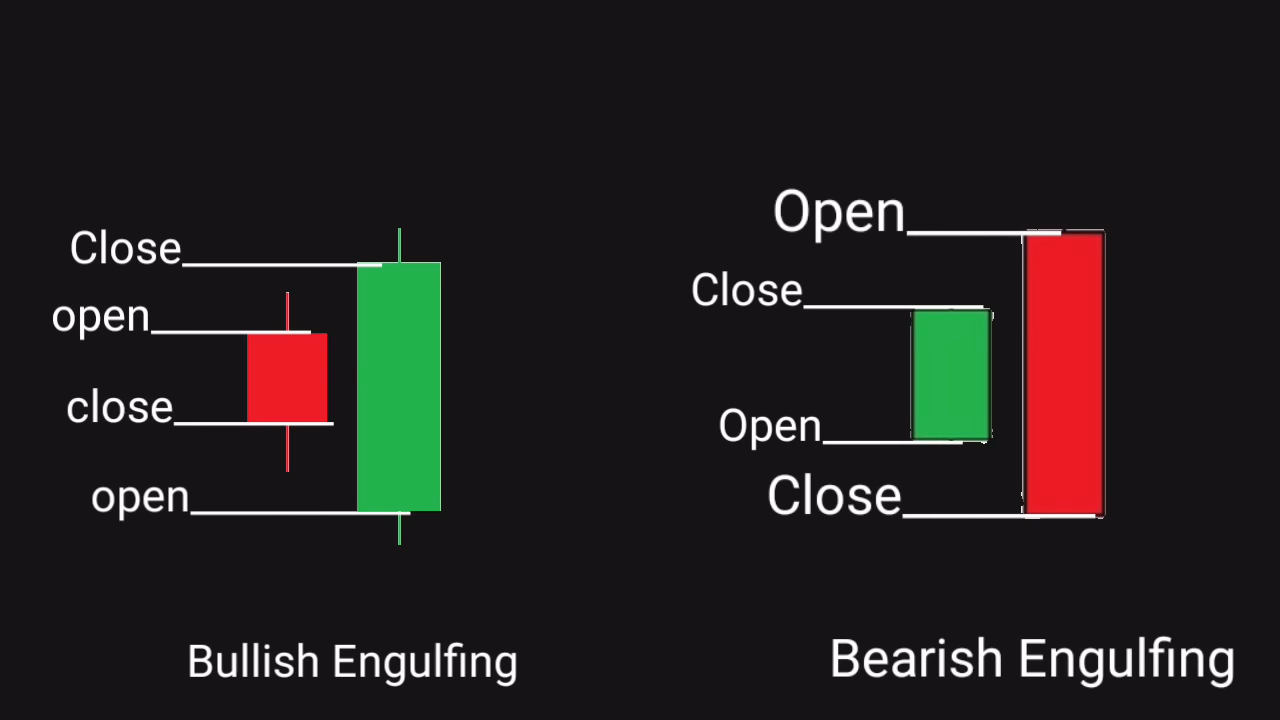 Close
open
close
open
Bullish Engulfing
Open
Close
Open
Close
Bearish Engulfing